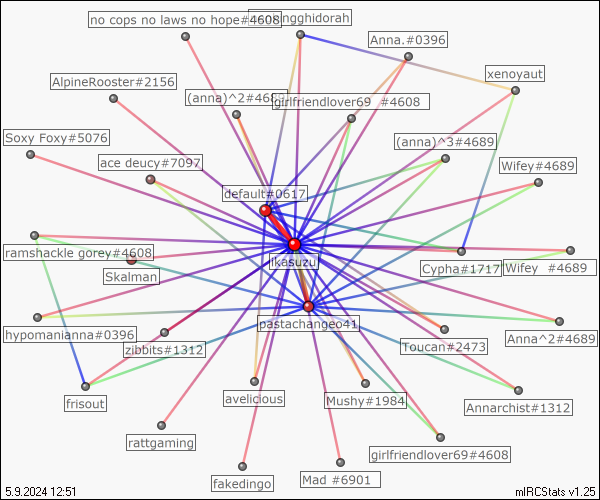 no cops no laws no hope#4608
ngghidorah
Anna.#0396
xenoyaut
AlpineRooster#2156
(anna)^2#468
girlfriendlover69 #4608
Soxy Foxy#5076
(anna)^3#4689
ace deucy#7097
Wifey#4689
default#0617
ikasuzu
ramshackle gorey#4608
Skalman
Cypha#1717
Wifey #4689
pastachangeo41
hypomanianna#0396
zibbits#1312
Toucan#2473
Anna^2#4689
frisout
avelicious
Mushy#1984
Annarchist#1312
rattgaming
girlfriendlover69#4608
fakedingo
Mad #6901
5.9.2024 12:51
mIRCStats v1.25